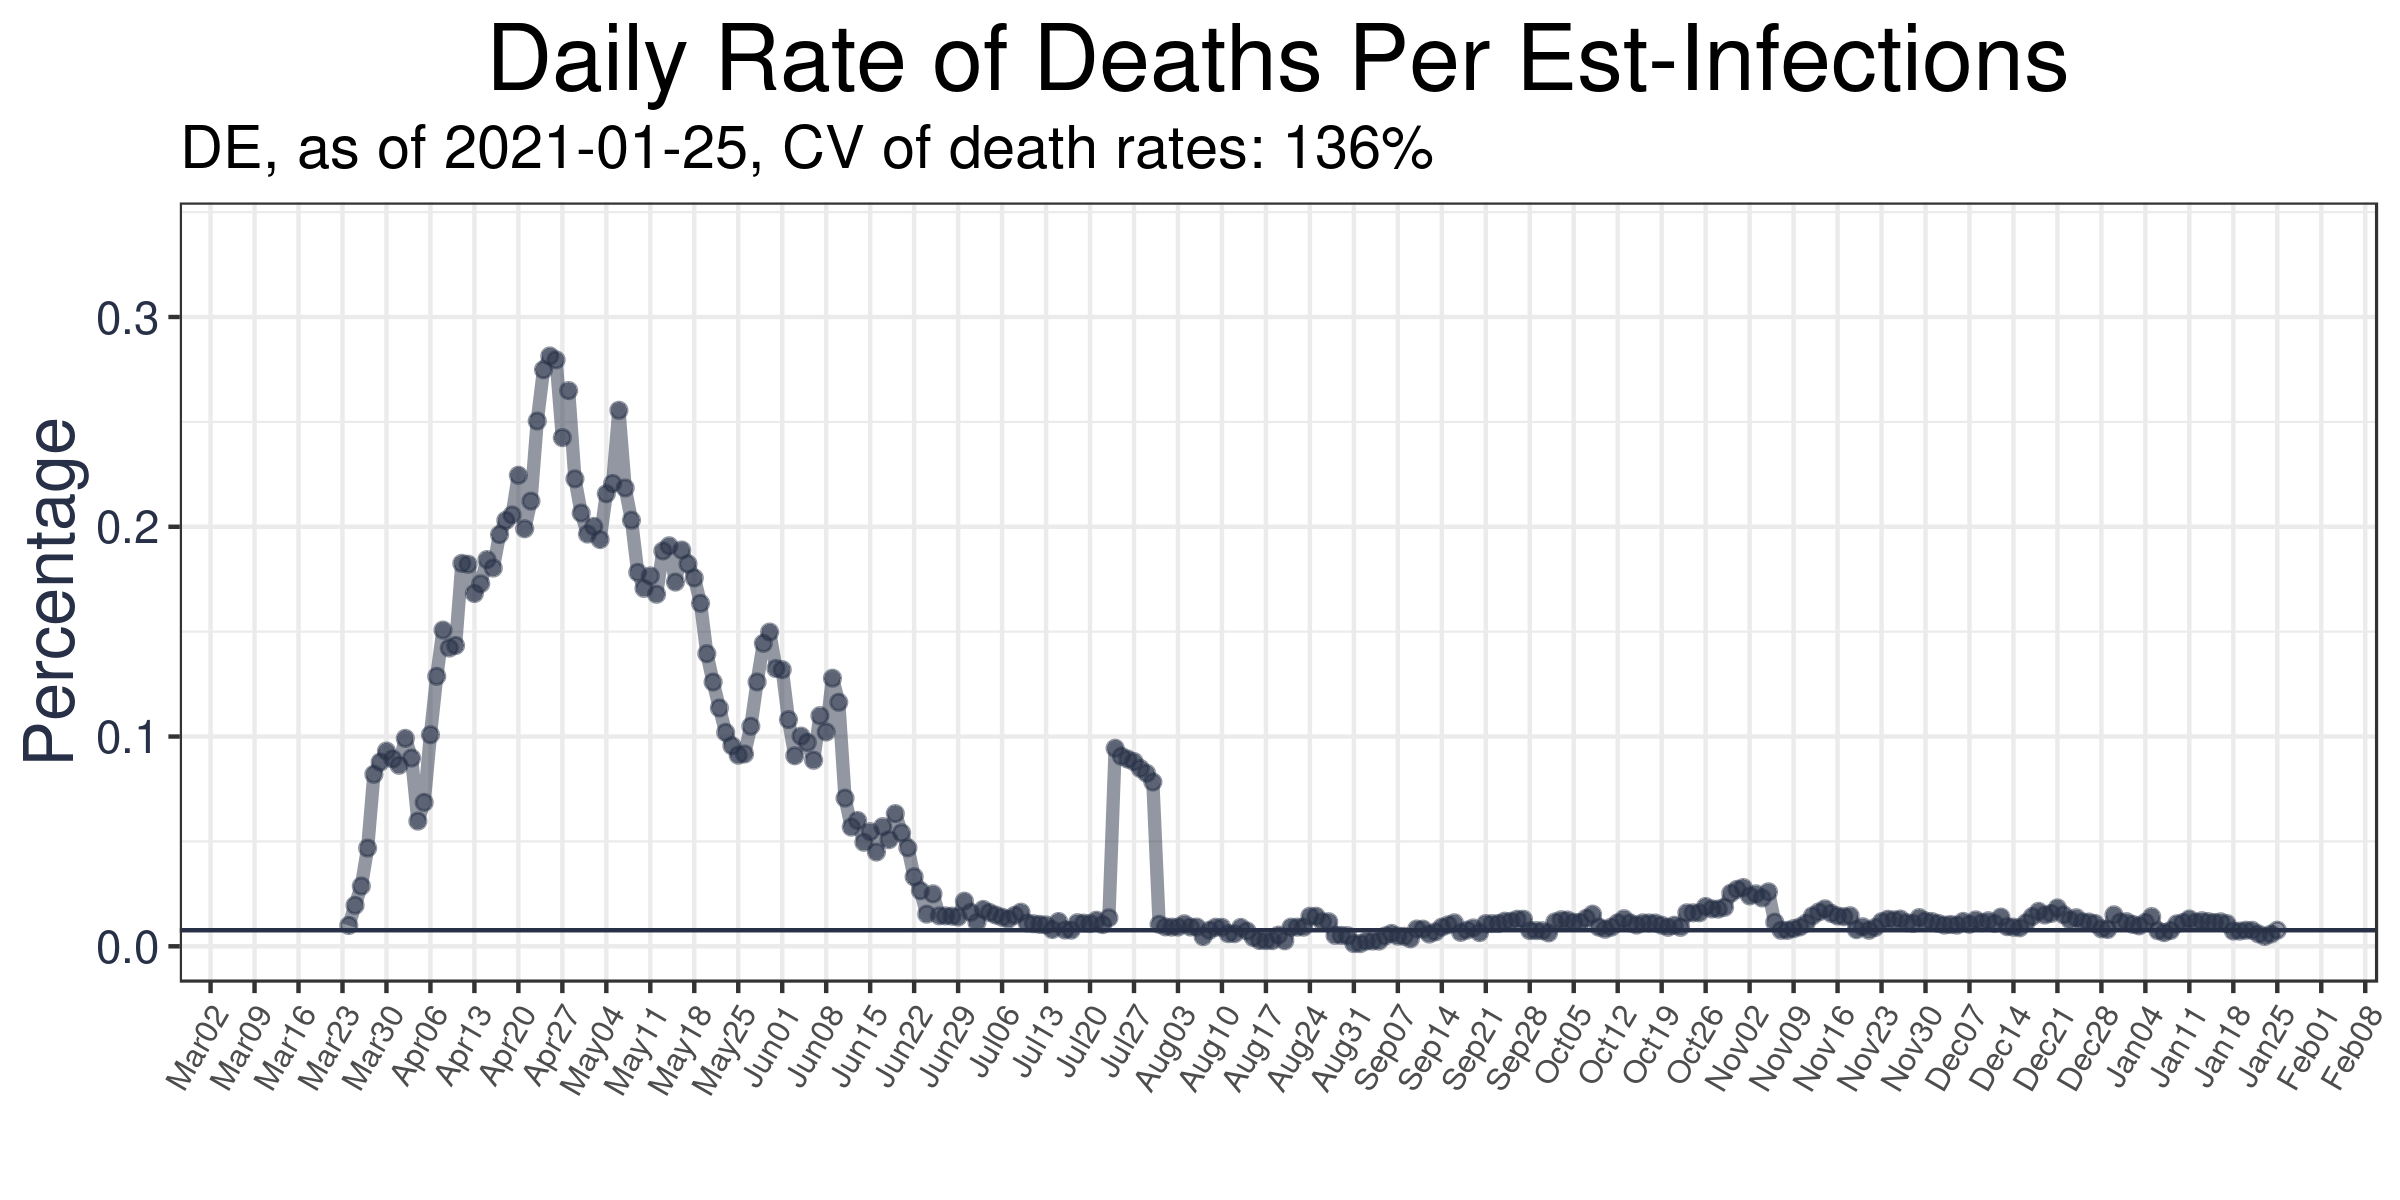 Daily Rate of Deaths Per Est-Infections
DE, as of 2021-01-25, CV of death rates: 136%
Percentage
0.3
0.2
0.1
0.0
Mar02 Mar09 Mar16 Mar23 Mar30 Apr06 Apr13 Apr20 Apr27 May04 May11 May18 May25 Jun01 Jun08 Jun15 Jun22 Jun29 Jul06 Jul13 Jul20 Jul27 Aug03 Aug10 Aug17 Aug24 Aug31 Sep07 Sep14 Sep21 Sep28 Oct05 Oct12 Oct19 Oct26 Nov02 Nov09 Nov16 Nov23 Nov30 Dec07 Dec14 Dec21 Dec28 Jan04 Jan11 Jan18 Jan25 Feb01 Feb08